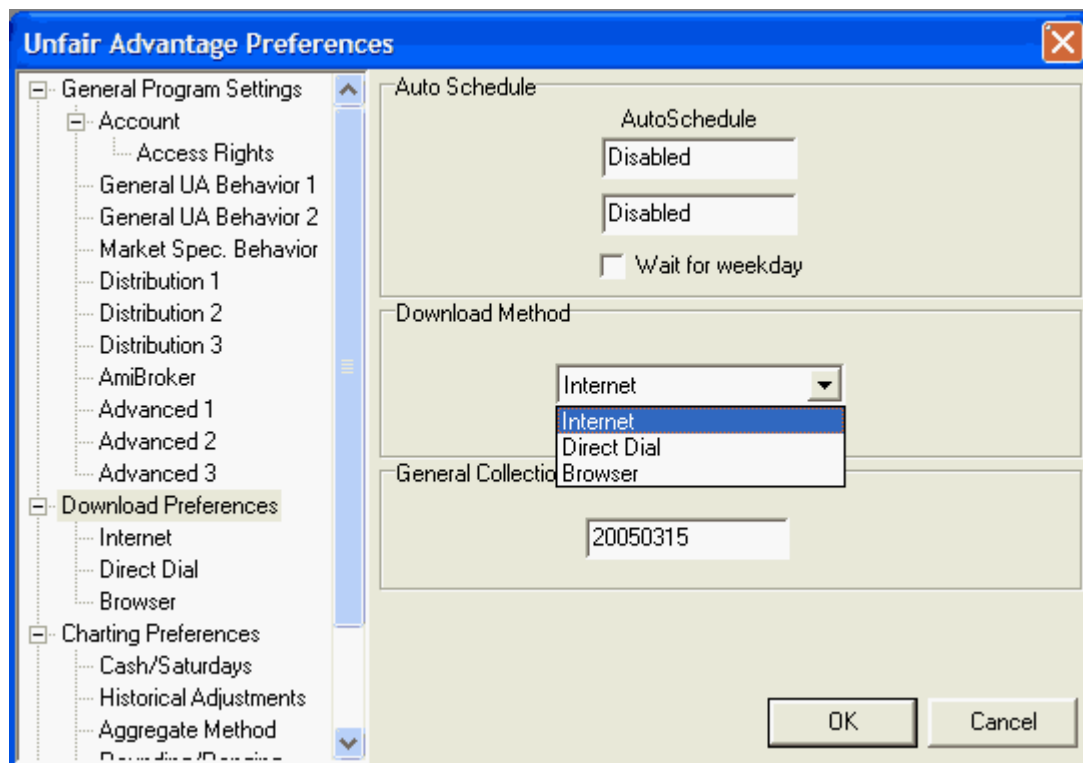 Unfair Advantage Preferences
General Program Settings
Account
Access Rights
General UA Behavior 1
General UA Behavior 2
Market Spec. Behavior
Distribution 1
Distribution 2
Distribution 3
AmiBroker
Advanced 1
Advanced 2
Advanced 3
Download Preferences
Internet
Direct Dial
Browser
Charting Preferences
Cash/Saturdays
Historical Adjustments
Aggregate Method
Auto Schedule
AutoSchedule
Disabled
Disabled
Wait for weekday
Download Method
Internet
Internet
Direct Dial
Browser
General Collectio
20050315
OK
Cancel